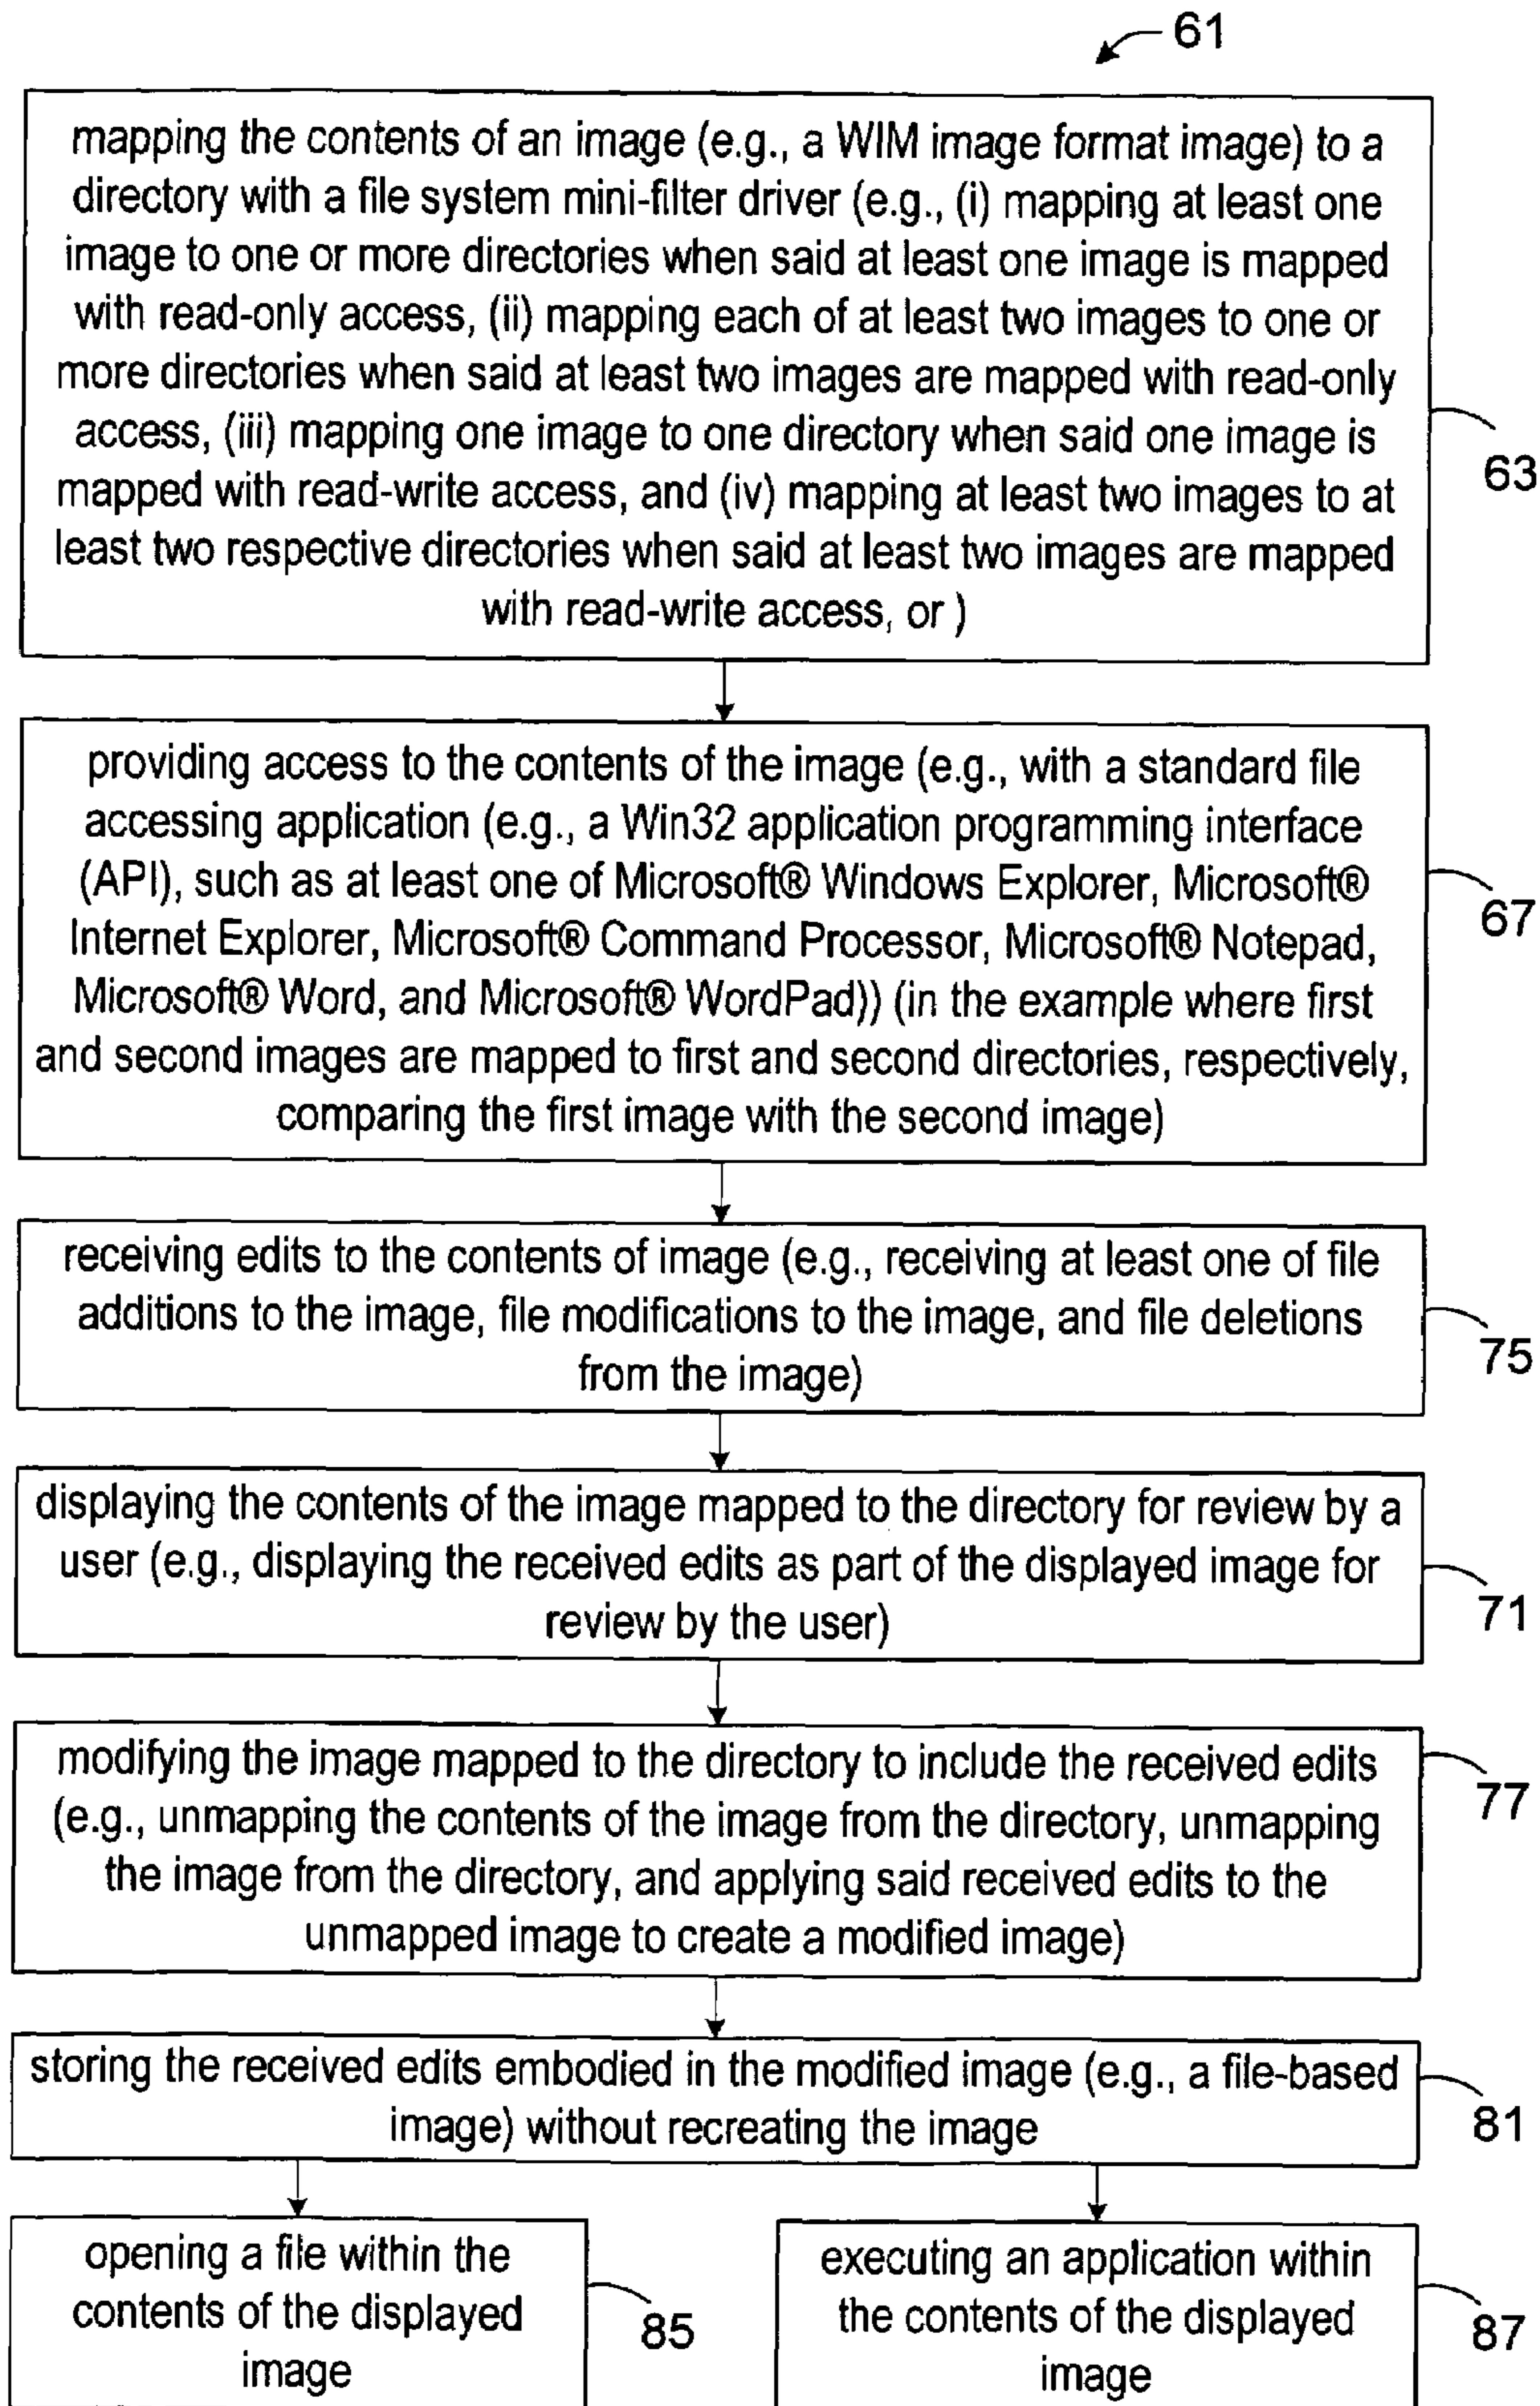 61
mapping the contents of an image (e.g., a WIM image format image) to a
directory with a file system mini-filter driver (e.g., (i) mapping at least one
image to one or more directories when said at least one image is mapped
with read-only access, (ii) mapping each of at least two images to one or
more directories when said at least two images are mapped with read-only
access, (iii) mapping one image to one directory when said one image is
mapped with read-write access, and (iv) mapping at least two images to at
least two respective directories when said at least two images are mapped
with read-write access, or )
63
providing access to the contents of the image (e.g., with a standard file
accessing application (e.g., a Win32 application programming interface
(API), such as at least one of Microsoft® Windows Explorer, Microsoft®
Internet Explorer, Microsoft® Command Processor, Microsoft® Notepad,
Microsoft® Word, and Microsoft® WordPad)) (in the example where first
and second images are mapped to first and second directories, respectively,
comparing the first image with the second image)
67
receiving edits to the contents of image (e.g., receiving at least one of file
additions to the image, file modifications to the image, and file deletions
from the image)
75
displaying the contents of the image mapped to the directory for review by a
user (e.g., displaying the received edits as part of the displayed image for
review by the user)
71
modifying the image mapped to the directory to include the received edits
(e.g., unmapping the contents of the image from the directory, unmapping
the image from the directory, and applying said received edits to the
unmapped image to create a modified image)
77
storing the received edits embodied in the modified image (e.g., a file-based
image) without recreating the image
81
opening a file within the
contents of the displayed
image
85
executing an application within
the contents of the displayed
image
87